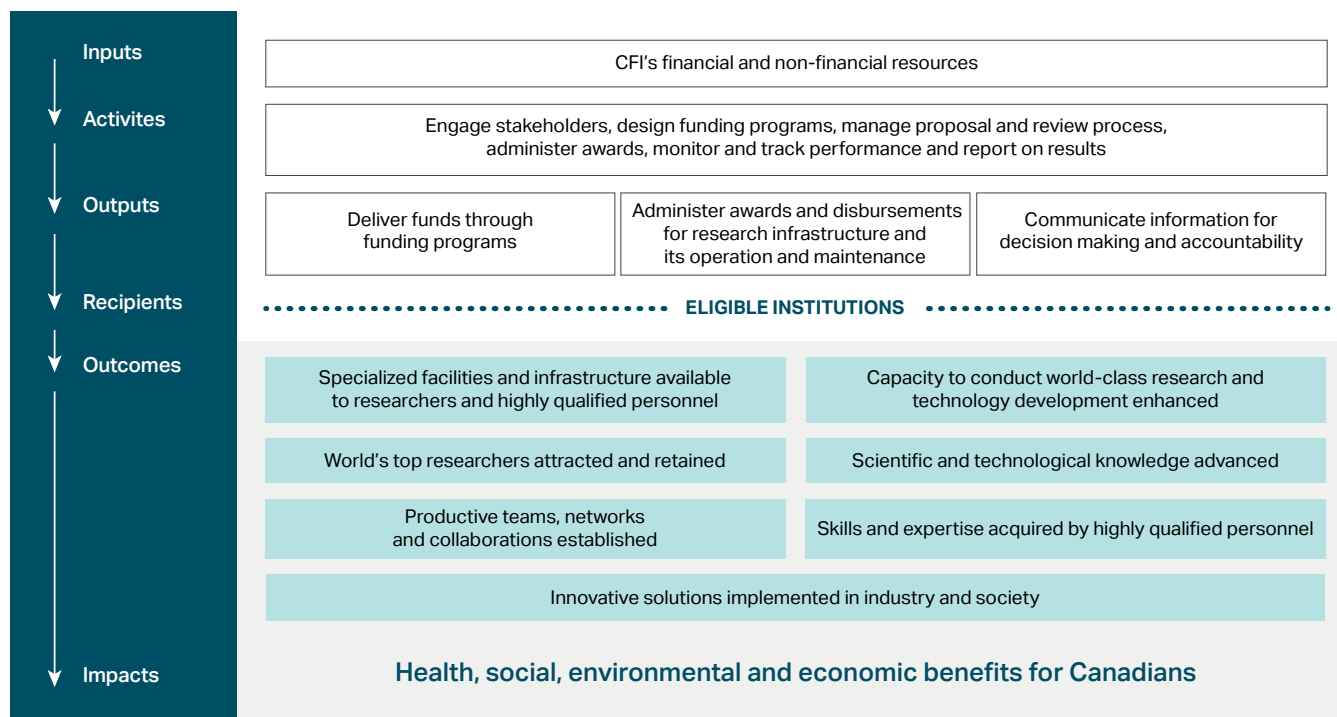 Inputs
CFI's financial and non-financial resources
Activites
Engage stakeholders, design funding programs, manage proposal and review process,
administer awards, monitor and track performance and report on results
Outputs
Deliver funds through
funding programs
Administer awards and disbursements
for research infrastructure and
its operation and maintenance
Communicate information for
decision making and accountability
Recipients
ELIGIBLE INSTITUTIONS
Outcomes
Specialized facilities and infrastructure available
to researchers and highly qualified personnel
Capacity to conduct world-class research and
technology development enhanced
World's top researchers attracted and retained
Scientific and technological knowledge advanced
Productive teams, networks
and collaborations established
Skills and expertise acquired by highly qualified personnel
Innovative solutions implemented in industry and society
Impacts
Health, social, environmental and economic benefits for Canadians